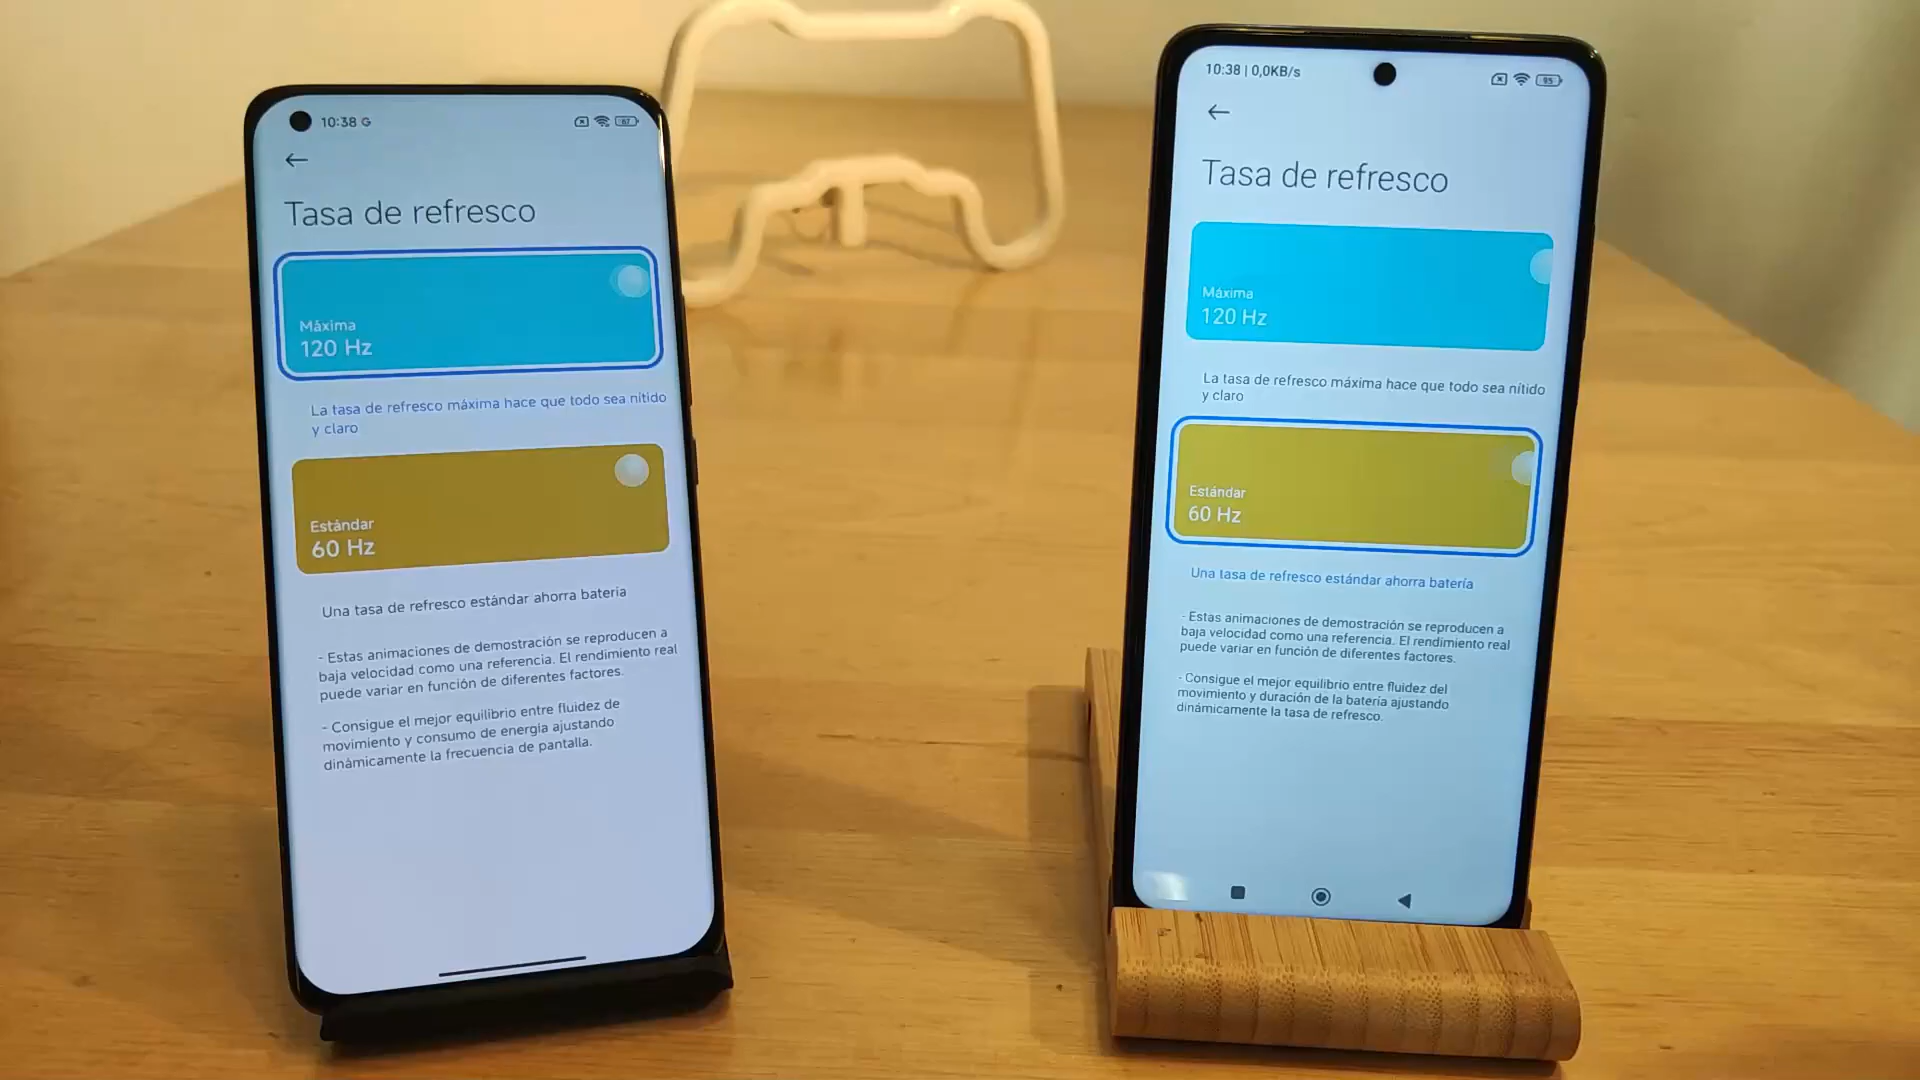 10:38 G
67
Tasa de refresco
Máxima
120 Hz
La tasa de refresco máxima hace que todo sea nítido
y claro
Estándar
60 Hz
Una tasa de refresco estándar ahorra batería
- Estas animaciones de demostración se reproducen a
baja velocidad como una referencia. El rendimiento real
puede variar en función de diferentes factores.
- Consigue el mejor equilibrio entre fluidez de
movimiento y consumo de energía ajustando
dinámicamente la frecuencia de pantalla.
10:38 | 0,0KB/s
95
Tasa de refresco
Máxima
120 Hz
La tasa de refresco máxima hace que todo sea nítido
y claro
Estándar
60 Hz
Una tasa de refresco estándar ahorra batería
- Estas animaciones de demostración se reproducen a
baja velocidad como una referencia. El rendimiento real
puede variar en función de diferentes factores.
- Consigue el mejor equilibrio entre fluidez del
movimiento y duración de la batería ajustando
dinámicamente la tasa de refresco.